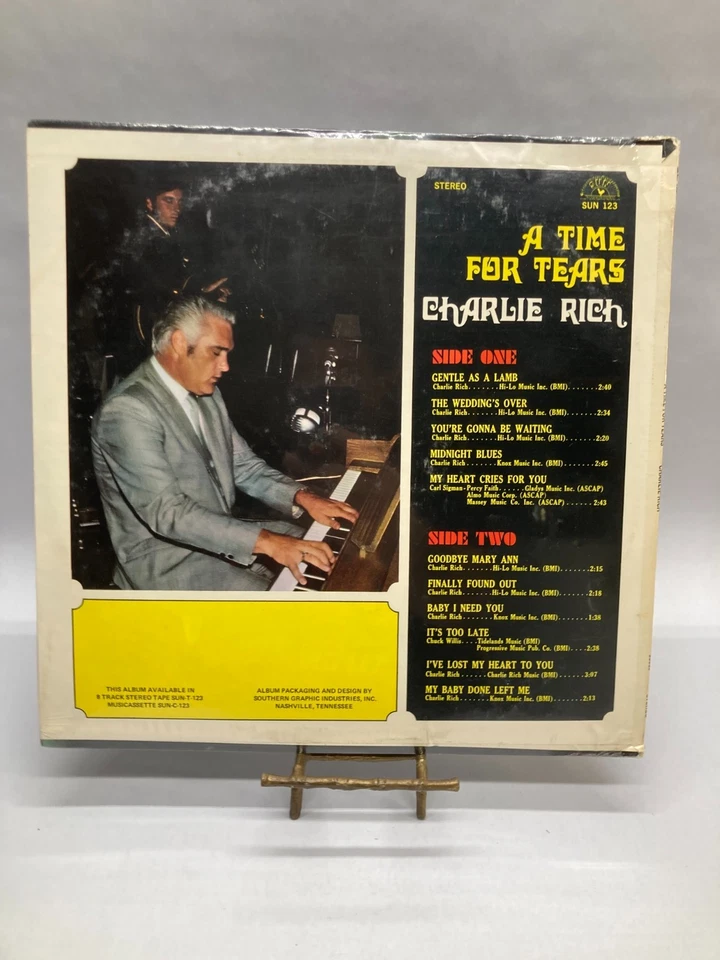 STEREO
SUN 123
A TIME
FOR TEARS
CHARLIE RICH
SIDE ONE
GENTLE AS A LAMB
Charlie Rich.......Hi-Lo Music Inc. (BMI).......2:40
THE WEDDING'S OVER
Charlie Rich.......Hi-Lo Music Inc. (BMI).......2:34
YOU'RE GONNA BE WAITING
Charlie Rich.......Hi-Lo Music Inc. (BMI).......2:20
MIDNIGHT BLUES
Charlie Rich.......Knox Music Inc. (BMI).......2:45
MY HEART CRIES FOR YOU
Carl Sigman-Percy Faith......Gladys Music Inc. (ASCAP)
Almo Music Corp. (ASCAP)
Massey Music Co. Inc. (ASCAP)......2:43
SIDE TWO
GOODBYE MARY ANN
Charlie Rich.......Hi-Lo Music Inc. (BMI).......2:15
FINALLY FOUND OUT
Charlie Rich.......Hi-Lo Music Inc. (BMI).......2:16
BABY I NEED YOU
Charlie Rich.......Knox Music Inc. (BMI).......1:38
IT'S TOO LATE
Chuck Willis....Tidelands Music (BMI)
Progressive Music Pub. Co. (BMI)....2:38
I'VE LOST MY HEART TO YOU
Charlie Rich......Charlie Rich Music (BMI)......3:07
MY BABY DONE LEFT ME
Charlie Rich.......Knox Music Inc. (BMI).......2:13
THIS ALBUM AVAILABLE IN
8 TRACK STEREO TAPE SUN-T-123
MUSICASSETTE SUN-C-123
ALBUM PACKAGING AND DESIGN BY
SOUTHERN GRAPHIC INDUSTRIES, INC.
NASHVILLE, TENNESSEE